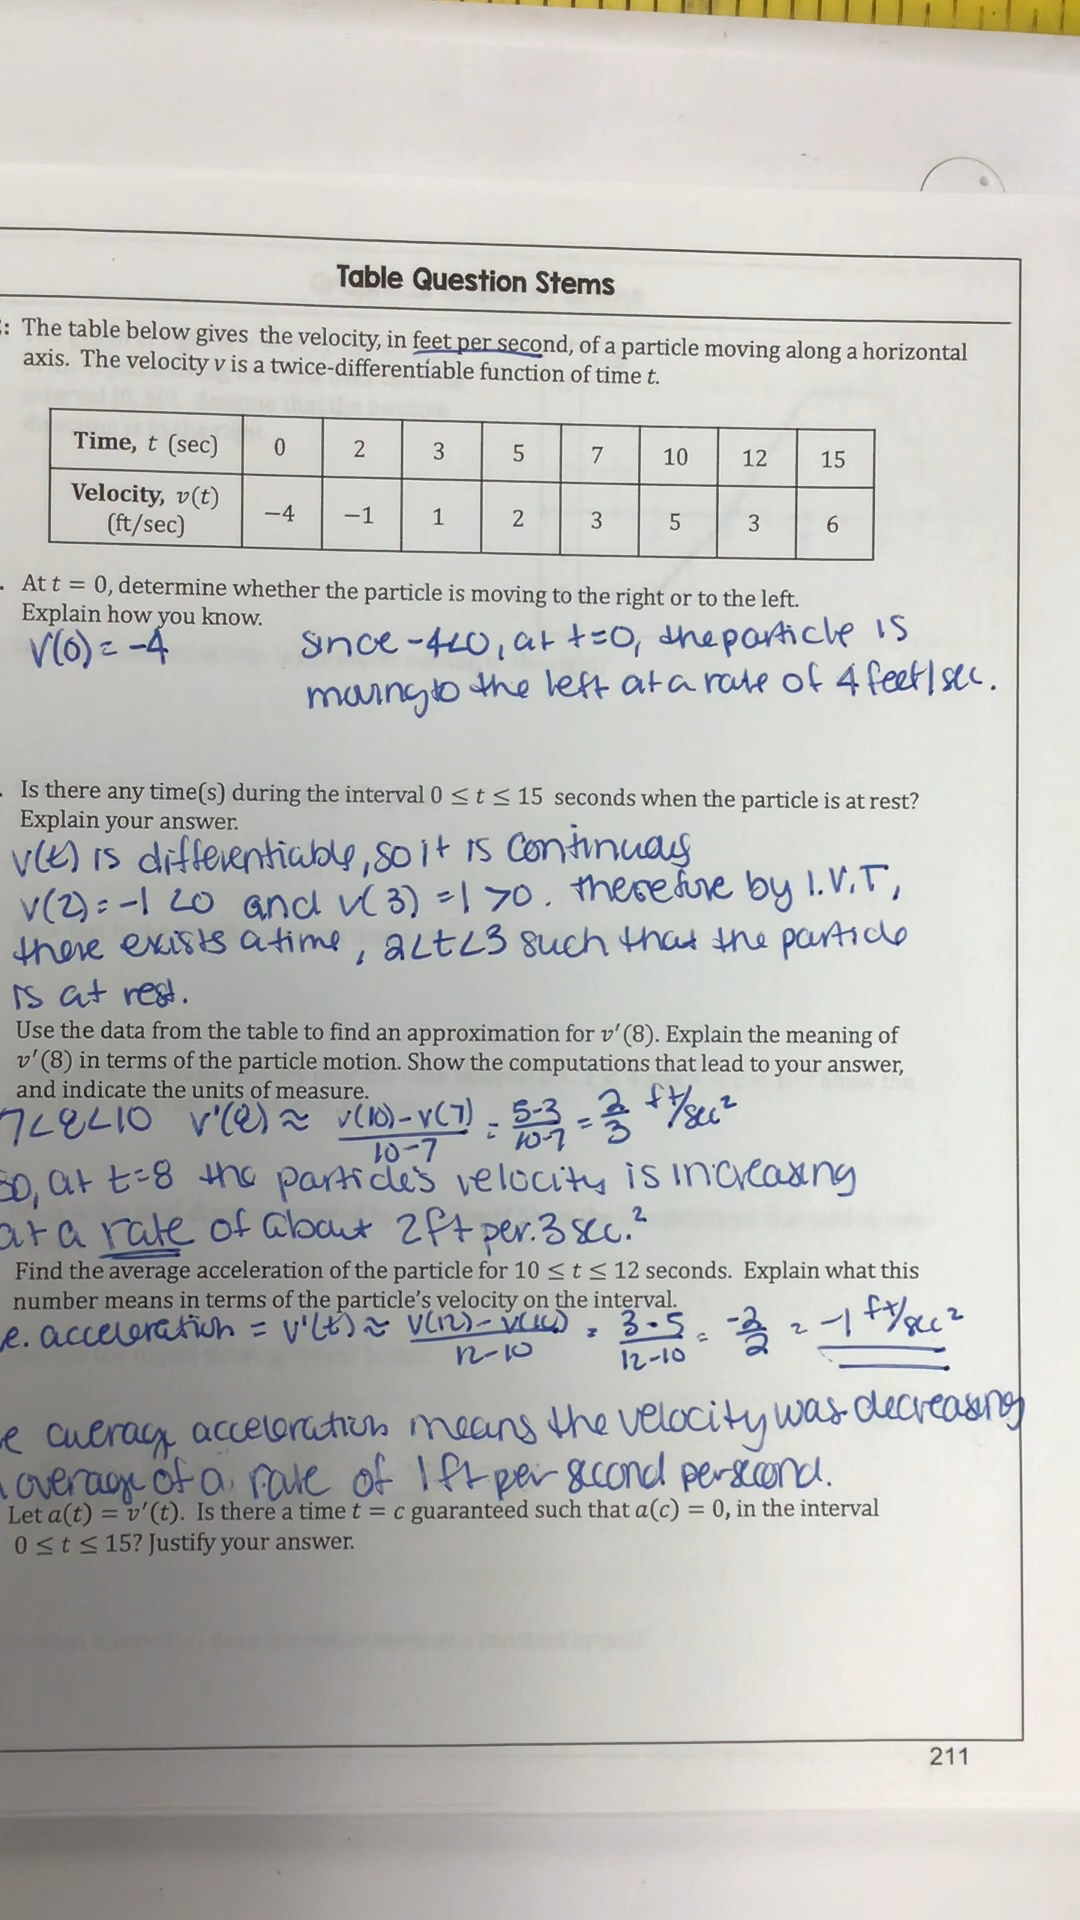 Table Question Stems
: The table below gives the velocity, in feet per second, of a particle moving along a horizontal
axis. The velocity v is a twice-differentiable function of time t.
Time, t (sec) 0 2 3 5 7 10 12 15
Velocity, v(t) (ft/sec) −4 −1 1 2 3 5 3 6
At t = 0, determine whether the particle is moving to the right or to the left.
Explain how you know.
v(0) = -4 since -4<0, at t=0, the particle is
moving to the left at a rate of 4 feet/sec.
Is there any time(s) during the interval 0 ≤ t ≤ 15 seconds when the particle is at rest?
Explain your answer.
v(t) is differentiable, so it is continuous
v(2) = -1 <0 and v(3) = 1 >0. therefore by I.V.T,
there exists a time, 2<t<3 such that the particle
is at rest.
Use the data from the table to find an approximation for v′(8). Explain the meaning of
v′(8) in terms of the particle motion. Show the computations that lead to your answer,
and indicate the units of measure.
7<8<10 v'(8) ≈ v(10)-v(7)/10-7 = 5-3/10-7 = 2/3 ft/sec²
so, at t=8 the particle's velocity is increasing
at a rate of about 2ft per. 3 sec.²
Find the average acceleration of the particle for 10 ≤ t ≤ 12 seconds. Explain what this
number means in terms of the particle's velocity on the interval.
e. acceleration = v'(t) ≈ v(12)-v(10)/12-10 = 3-5/12-10 = -2/2 = -1 ft/sec²
e average acceleration means the velocity was decreasing
average of a rate of 1ft per second per second.
Let a(t) = v′(t). Is there a time t = c guaranteed such that a(c) = 0, in the interval
0 ≤ t ≤ 15? Justify your answer.
211